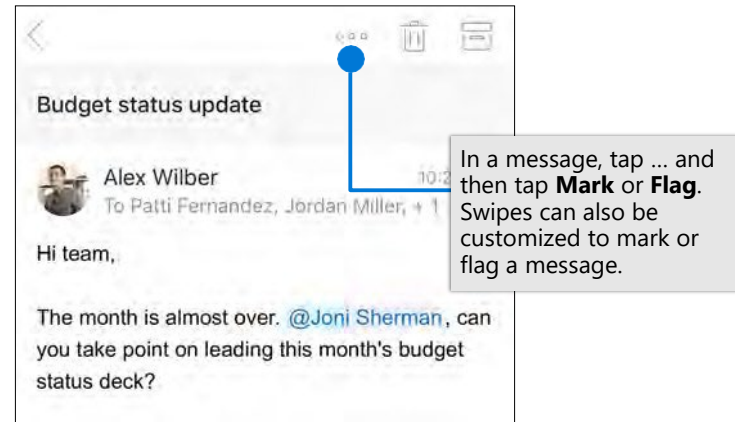 Budget status update
Alex Wilber
10:2
To Patti Fernandez, Jordan Miller, + 1
Hi team,
The month is almost over. @Joni Sherman, can
you take point on leading this month's budget
status deck?
In a message, tap ... and
then tap Mark or Flag.
Swipes can also be
customized to mark or
flag a message.